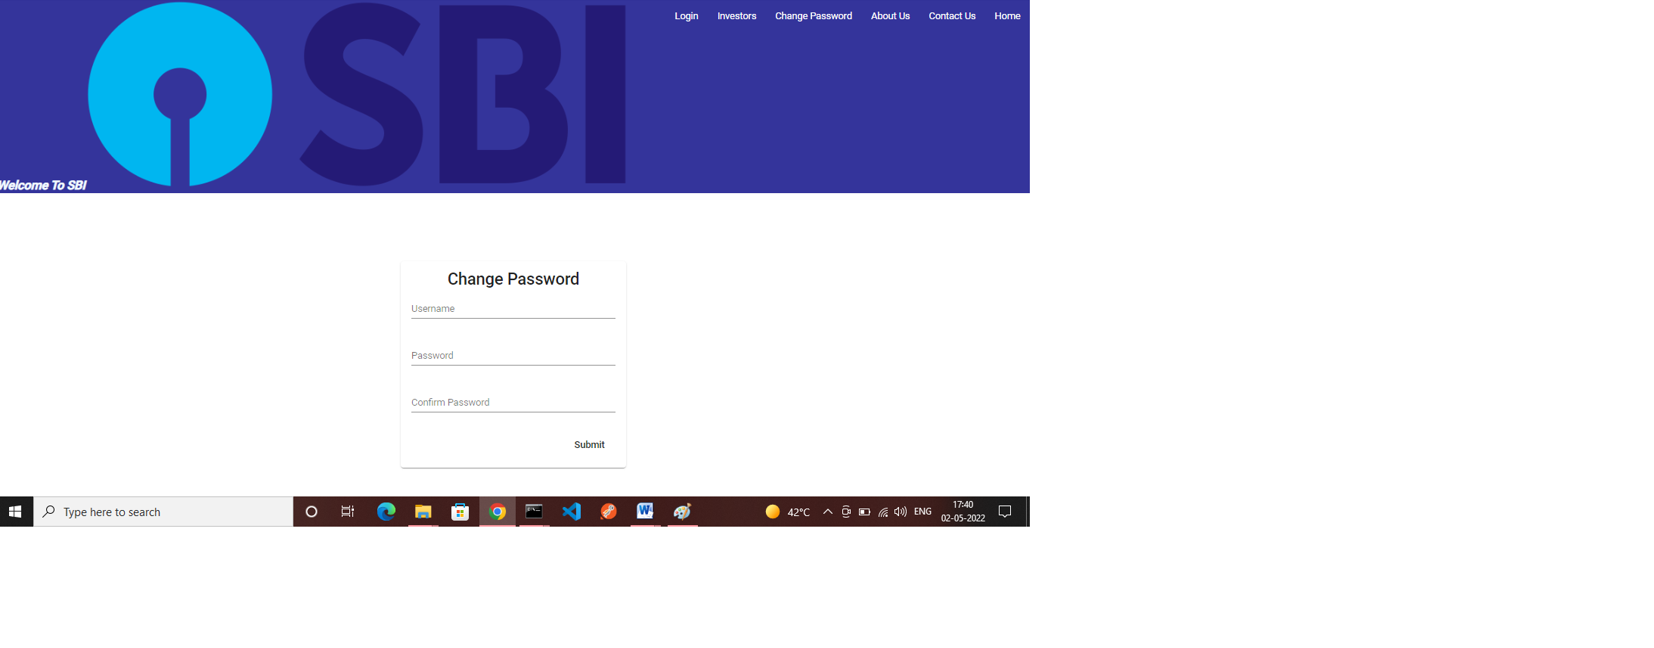 SBI
Login Investors Change Password About Us Contact Us Home
Welcome To SBI
Change Password
Username
Password
Confirm Password
Submit
Type here to search
42°C ENG 17:40
02-05-2022